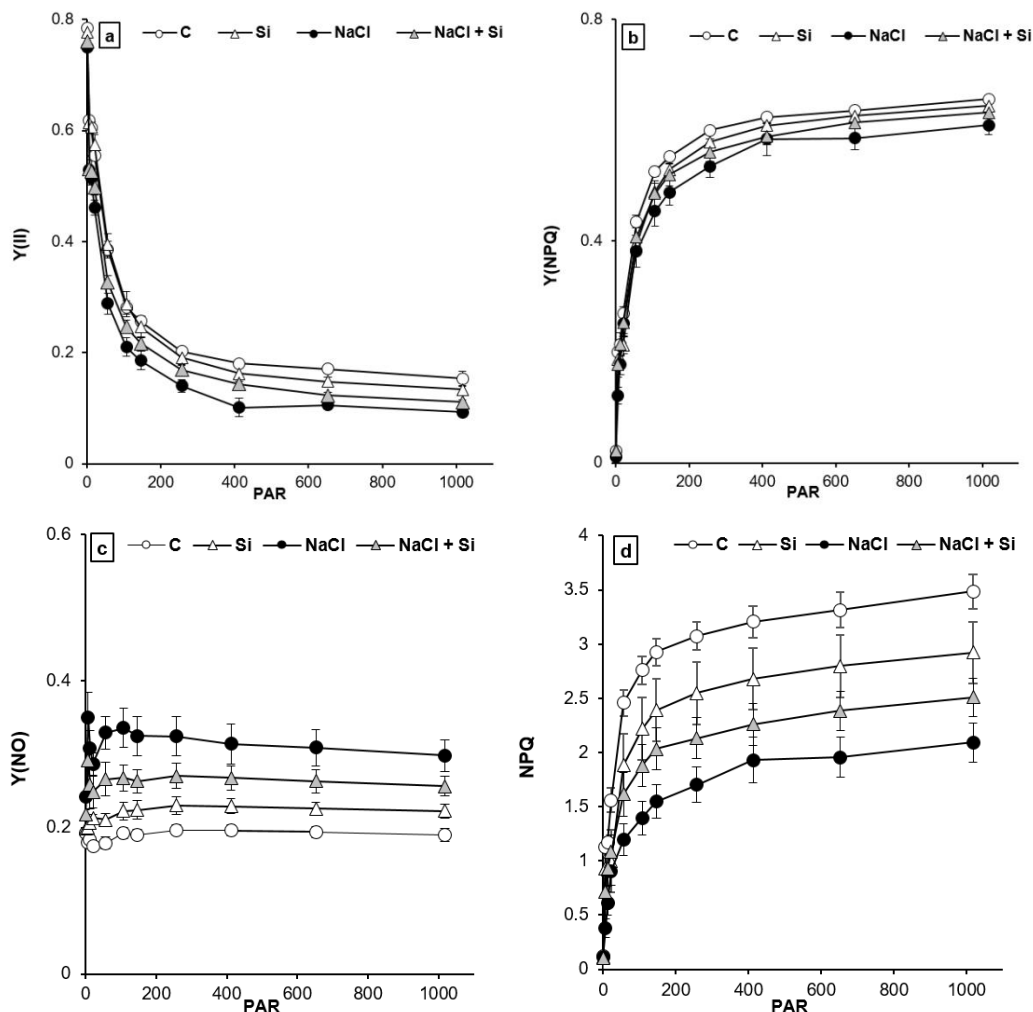 a C Si NaCl NaCl + Si
0.8
0.6
0.4
0.2
0
Y(II)
0 200 400 600 800 1000
PAR
b C Si NaCl NaCl + Si
0.8
0.4
0
Y(NPQ)
0 200 400 600 800 1000
PAR
c C Si NaCl NaCl + Si
0.6
0.4
0.2
0
Y(NO)
0 200 400 600 800 1000
PAR
d C Si NaCl NaCl + Si
4
3.5
3
2.5
2
1.5
1
0.5
0
NPQ
0 200 400 600 800 1000
PAR